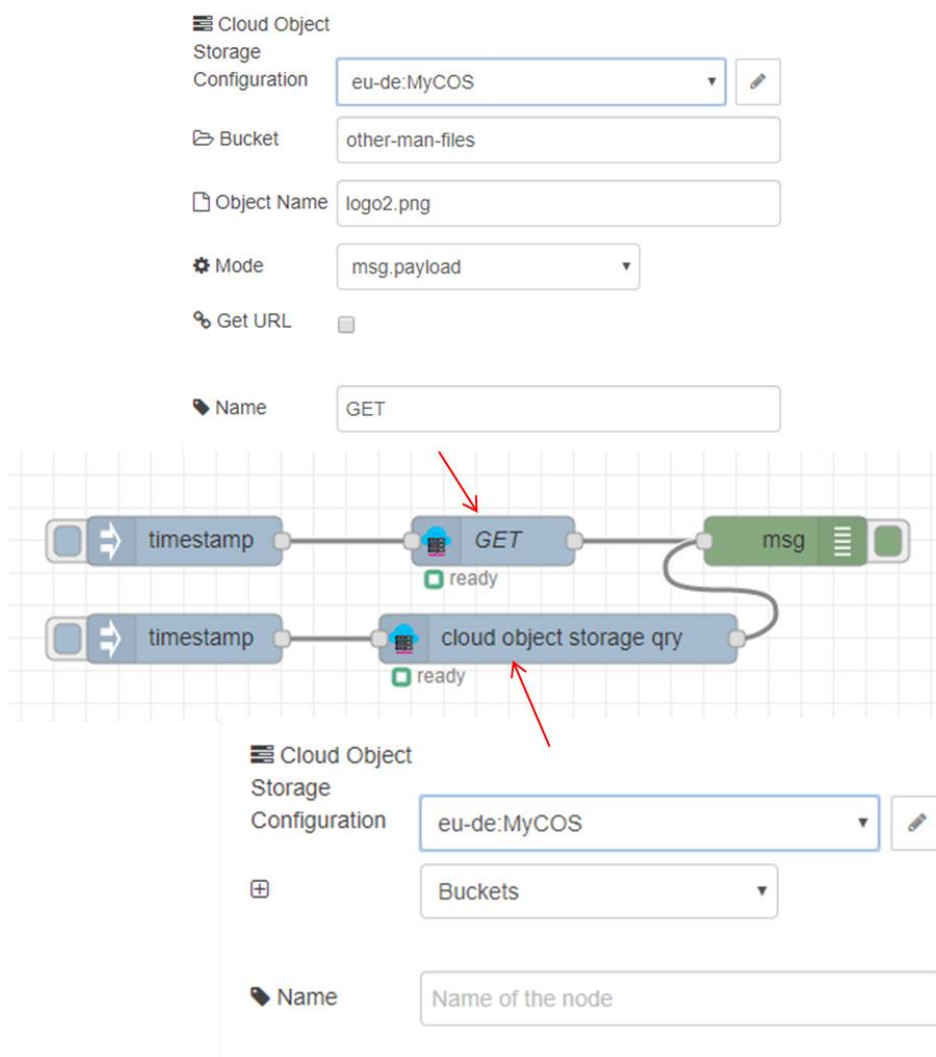 Cloud Object
Storage
Configuration eu-de:MyCOS
Bucket other-man-files
Object Name logo2.png
Mode msg.payload
Get URL
Name GET
timestamp GET msg
ready
timestamp cloud object storage qry
ready
Cloud Object
Storage
Configuration eu-de:MyCOS
Buckets
Name Name of the node